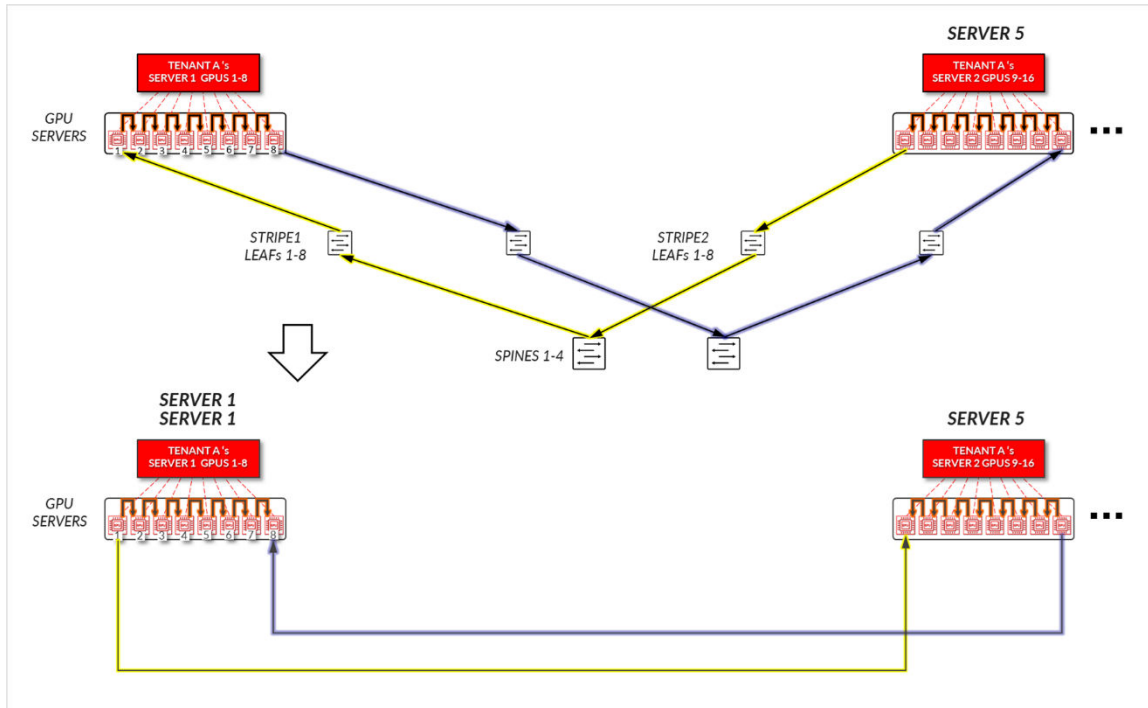 SERVER 5
TENANT A 's
SERVER 1 GPUS 1-8
TENANT A's
SERVER 2 GPUS 9-16
GPU
SERVERS
1 2 3 4 5 6 7 8
...
STRIPE1
LEAFs 1-8
STRIPE2
LEAFs 1-8
SPINES 1-4
SERVER 1
SERVER 1
SERVER 5
TENANT A 's
SERVER 1 GPUS 1-8
TENANT A's
SERVER 2 GPUS 9-16
GPU
SERVERS
1 2 3 4 5 6 7 8
...